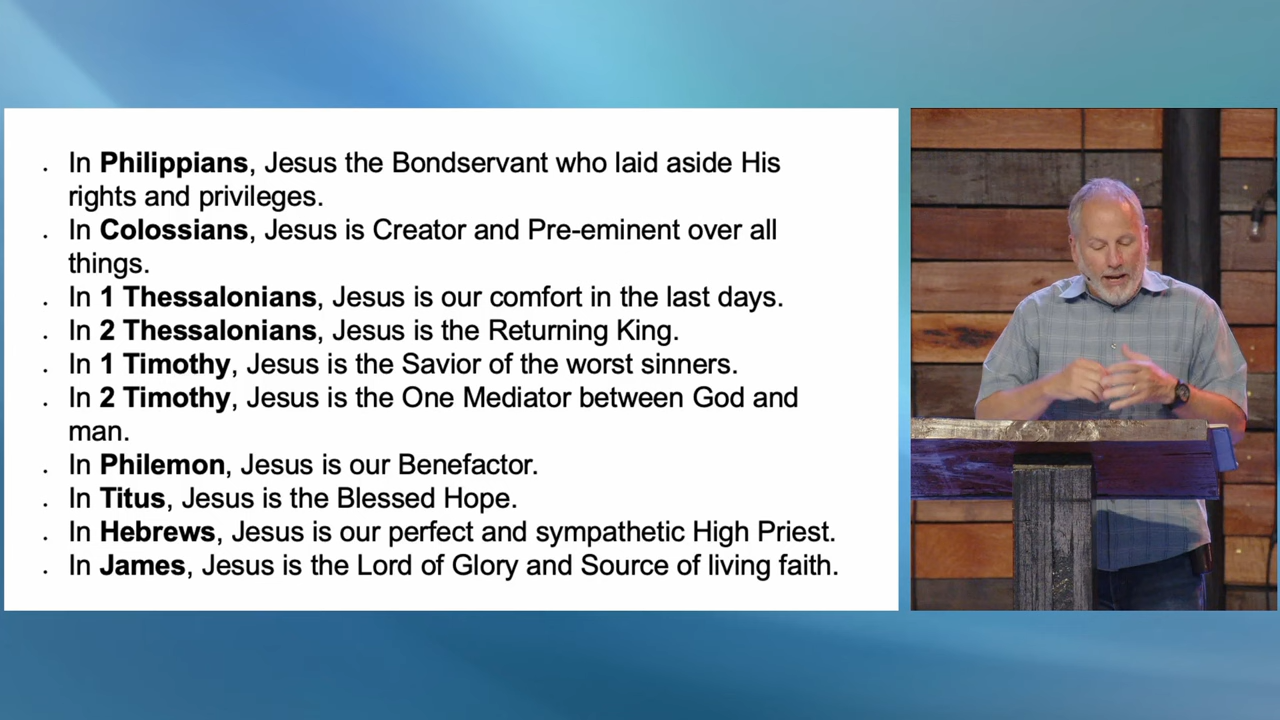 . In Philippians, Jesus the Bondservant who laid aside His
rights and privileges.
. In Colossians, Jesus is Creator and Pre-eminent over all
things.
. In 1 Thessalonians, Jesus is our comfort in the last days.
. In 2 Thessalonians, Jesus is the Returning King.
. In 1 Timothy, Jesus is the Savior of the worst sinners.
. In 2 Timothy, Jesus is the One Mediator between God and
man.
. In Philemon, Jesus is our Benefactor.
. In Titus, Jesus is the Blessed Hope.
. In Hebrews, Jesus is our perfect and sympathetic High Priest.
. In James, Jesus is the Lord of Glory and Source of living faith.